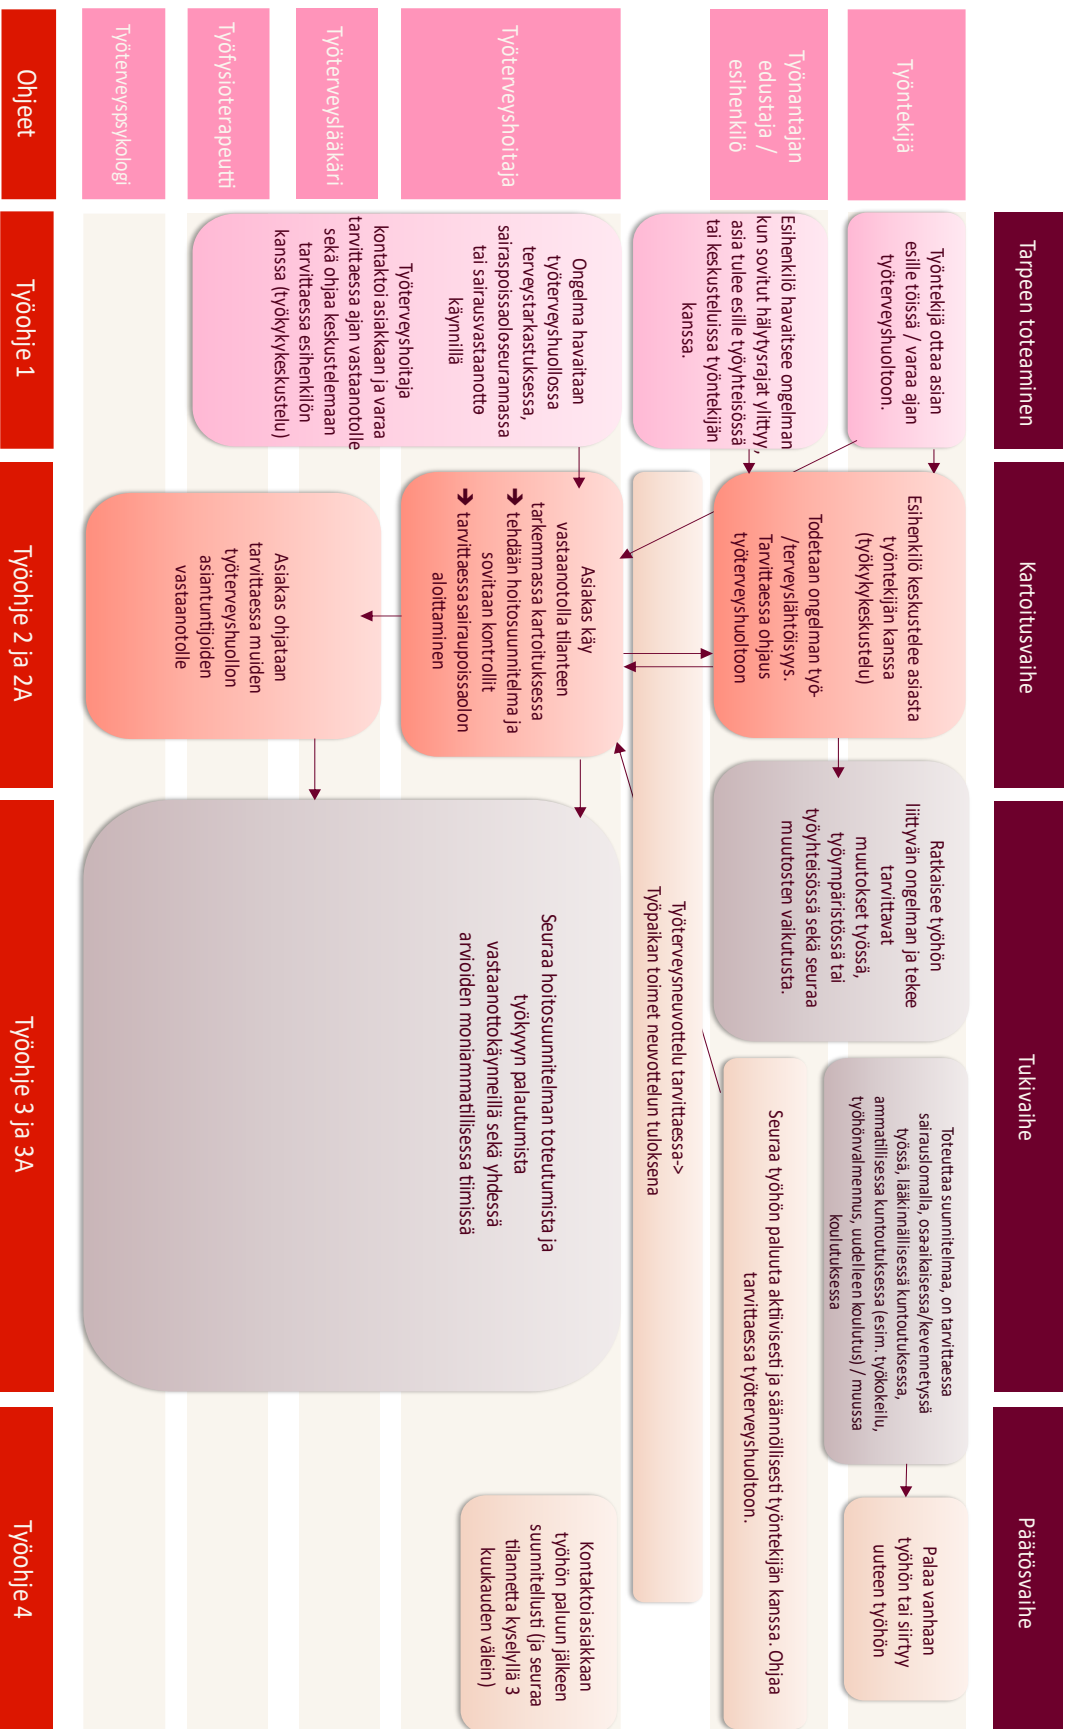 Tarpeen toteaminen
Kartoitusvaihe
Tukivaihe
Päätösvaihe
Työntekijä
Työntekijä ottaa asian
esille töissä / varaa ajan
työterveyshuoltoon.
Esihenkilö keskustelee asiasta
työntekijän kanssa
(työkykykeskustelu)
Todetaan ongelman työ-
/terveyslähtöisyys.
Tarvittaessa ohjaus
työterveyshuoltoon
Ratkaisee työhön
liittyvän ongelman ja tekee
tarvittavat
muutokset työssä,
työympäristössä tai
työyhteisössä sekä seuraa
muutosten vaikutusta.
Toteuttaa suunnitelmaa, on tarvittaessa
sairauslomalla, osa-aikaisessa/kevennetyssä
työssä, lääkinnällisessä kuntoutuksessa,
ammatillisessa kuntoutuksessa (esim. työkokeilu,
työhönvalmennus, uudelleen koulutus) / muussa
koulutuksessa
Palaa vanhaan
työhön tai siirtyy
uuteen työhön
Työnantajan
edustaja /
esihenkilö
Esihenkilö havaitsee ongelman
kun sovitut hälytysrajat ylittyy,
asia tulee esille työyhteisössä
tai keskusteluissa työntekijän
kanssa.
Seuraa työhön paluuta aktiivisesti ja säännöllisesti työntekijän kanssa. Ohjaa
tarvittaessa työterveyshuoltoon.
Työterveysneuvottelu tarvittaessa->
Työpaikan toimet neuvottelun tuloksena
Työterveyshoitaja
Ongelma havaitaan
työterveyshuollossa
terveystarkastuksessa,
sairaspoissaoloseurannassa
tai sairausvastaanotto
käynnillä
Työterveyshoitaja
kontaktoi asiakkaan ja varaa
tarvittaessa ajan vastaanotolle
sekä ohjaa keskustelemaan
tarvittaessa esihenkilön
kanssa (työkykykeskustelu)
Asiakas käy
vastaanotolla tilanteen
tarkemmassa kartoituksessa
➔ tehdään hoitosuunnitelma ja
sovitaan kontrollit
➔ tarvittaessa sairaupoissaolon
aloittaminen
Seuraa hoitosuunnitelman toteutumista ja
työkyvyn palautumista
vastaanottokäynneillä sekä yhdessä
arvioiden moniammatillisessa tiimissä
Kontaktoi asiakkaan
työhön paluun jälkeen
suunnitellusti (ja seuraa
tilannetta kyselyllä 3
kuukauden välein)
Työterveyslääkäri
Työfysioterapeutti
Työterveyspsykologi
Asiakas ohjataan
tarvittaessa muiden
työterveyshuollon
asiantuntijoiden
vastaanotolle
Ohjeet
Työohje 1
Työohje 2 ja 2A
Työohje 3 ja 3A
Työohje 4